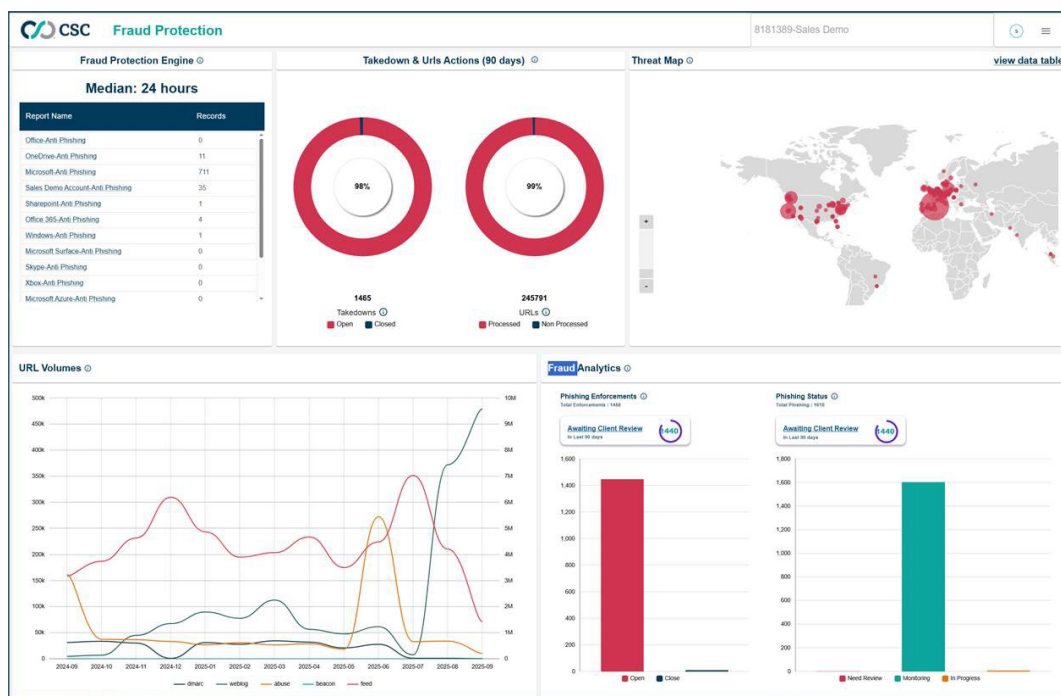 CSC Fraud Protection
8181389-Sales Demo
Fraud Protection Engine
Median: 24 hours
Report Name Records
Office-Anti Phishing 0
OneDrive-Anti Phishing 11
Microsoft-Anti Phishing 711
Sales Demo Account-Anti Phishing 35
Sharepoint-Anti Phishing 1
Office 365-Anti Phishing 4
Windows-Anti Phishing 1
Microsoft Surface-Anti Phishing 0
Skype-Anti Phishing 0
Xbox-Anti Phishing 0
Microsoft Azure-Anti Phishing 0
Takedown & Urls Actions (90 days)
98%
99%
1465
Takedowns
Open Closed
245791
URLs
Processed Non Processed
Threat Map
view data table
+
-
URL Volumes
500k
450k
400k
350k
300k
250k
200k
150k
100k
50k
0
10M
9M
8M
7M
6M
5M
4M
3M
2M
1M
0
2024-09 2024-10 2024-11 2024-12 2025-01 2025-02 2025-03 2025-04 2025-05 2025-06 2025-07 2025-08 2025-09
dmarc weblog abuse beacon feed
Fraud Analytics
Phishing Enforcements
Total Enforcements :
Awaiting Client Review
In Last 90 days
1440
1,600
1,400
1,200
1,000
800
600
400
200
0
Open Close
Phishing Status
Total Phishing :
Awaiting Client Review
In Last 90 days
1440
1,800
1,600
1,400
1,200
1,000
800
600
400
200
0
Need Review Monitoring In Progress